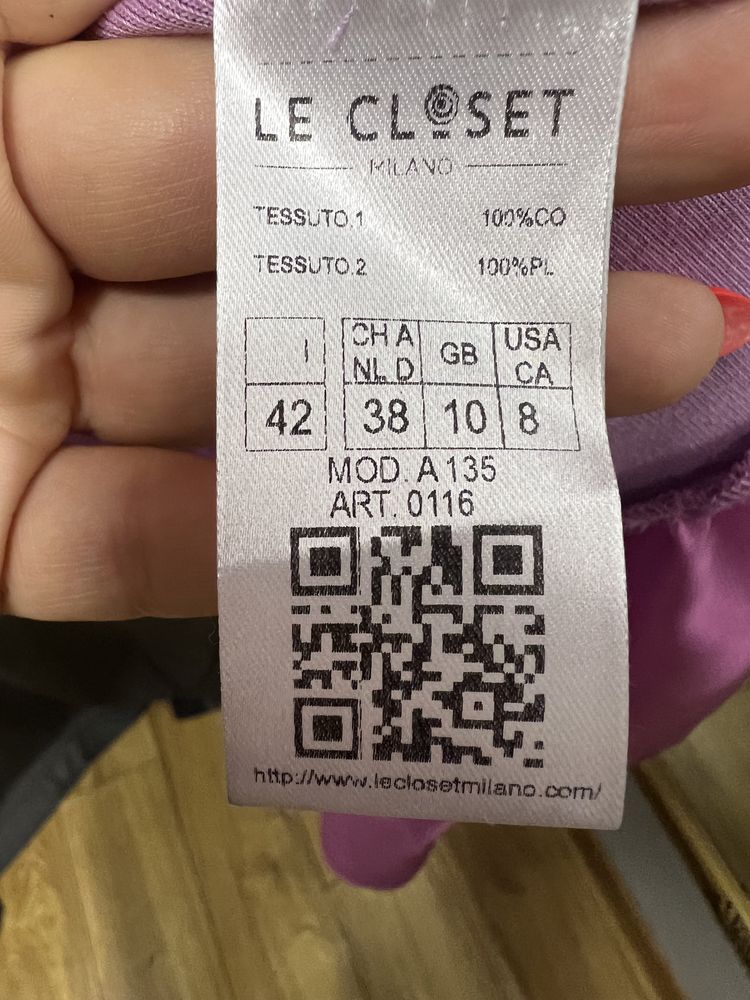 LE CLOSET
MILANO
TESSUTO.1 100%CO
TESSUTO.2 100%PL
I CH A NL D GB USA CA
42 38 10 8
MOD. A135
ART. 0116
http://www.leclosetmilano.com/